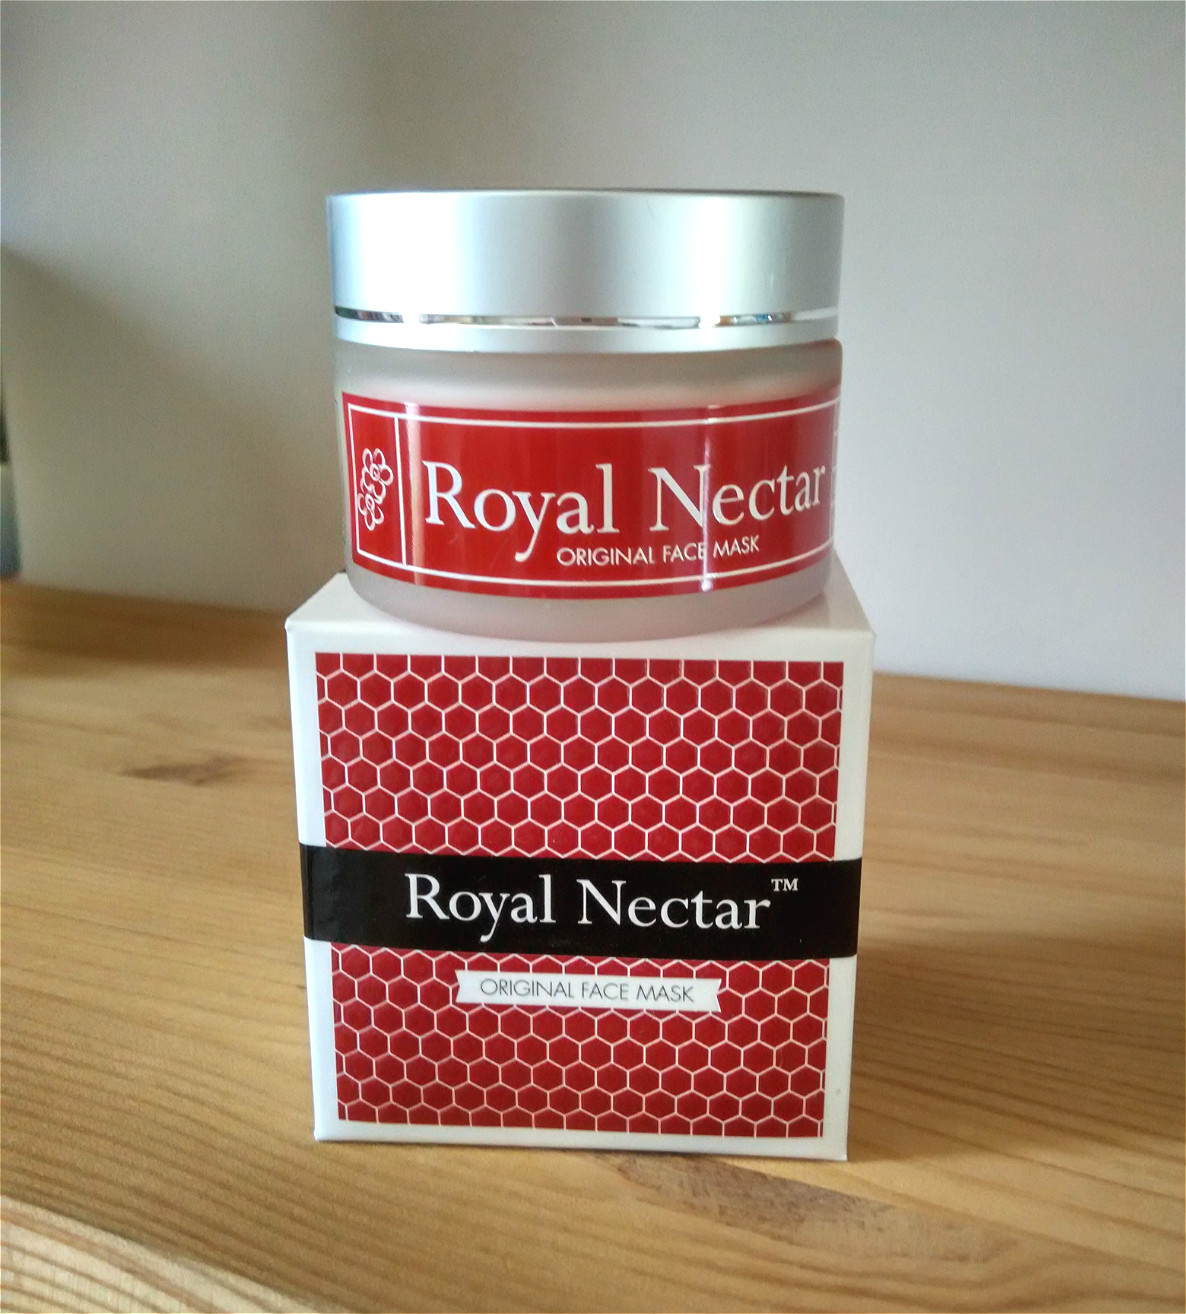 Royal Nectar
ORIGINAL FACE MASK
Royal Nectar™
ORIGINAL FACE MASK